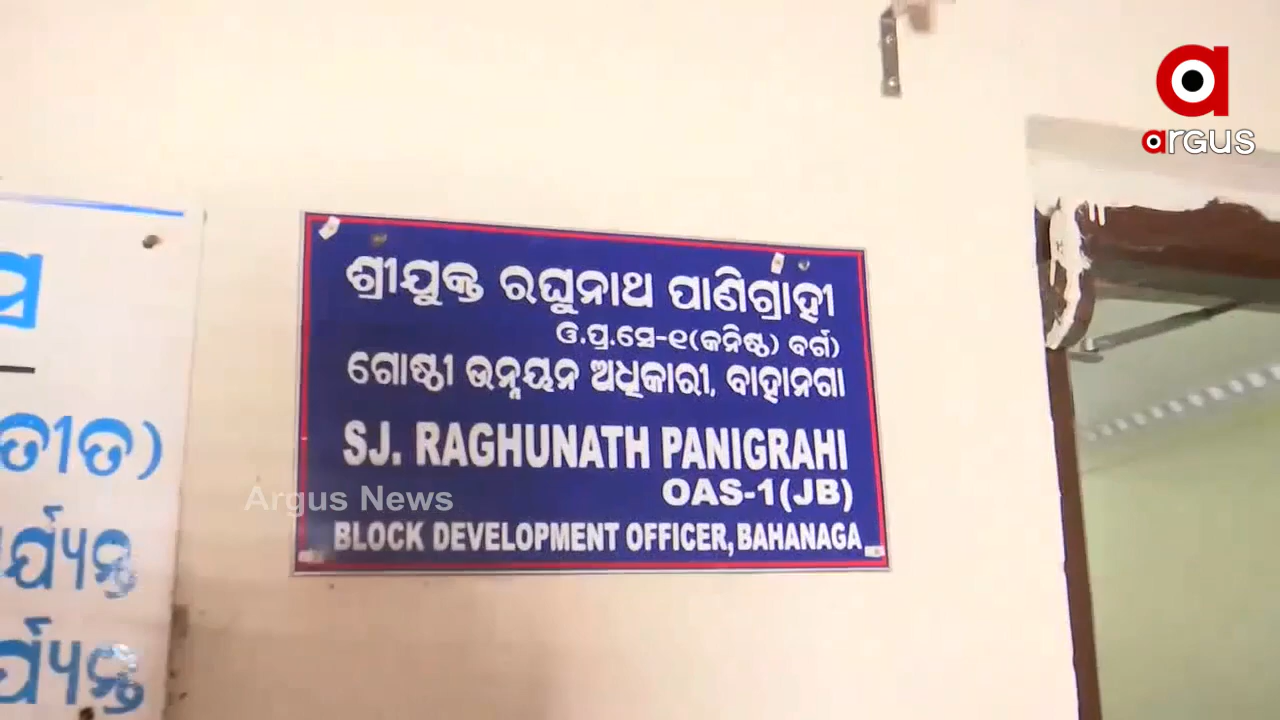 argus
ଶ୍ରୀଯୁକ୍ତ ରଘୁନାଥ ପାଣିଗ୍ରାହୀ
ଓ.ପ୍ର.ସେ-୧(କନିଷ୍ଠ) ବର୍ଗ
ଗୋଷ୍ଠୀ ଉନ୍ନୟନ ଅଧିକାରୀ, ବାହାନଗା
SJ. RAGHUNATH PANIGRAHI
OAS-1(JB)
BLOCK DEVELOPMENT OFFICER, BAHANAGA
Argus News